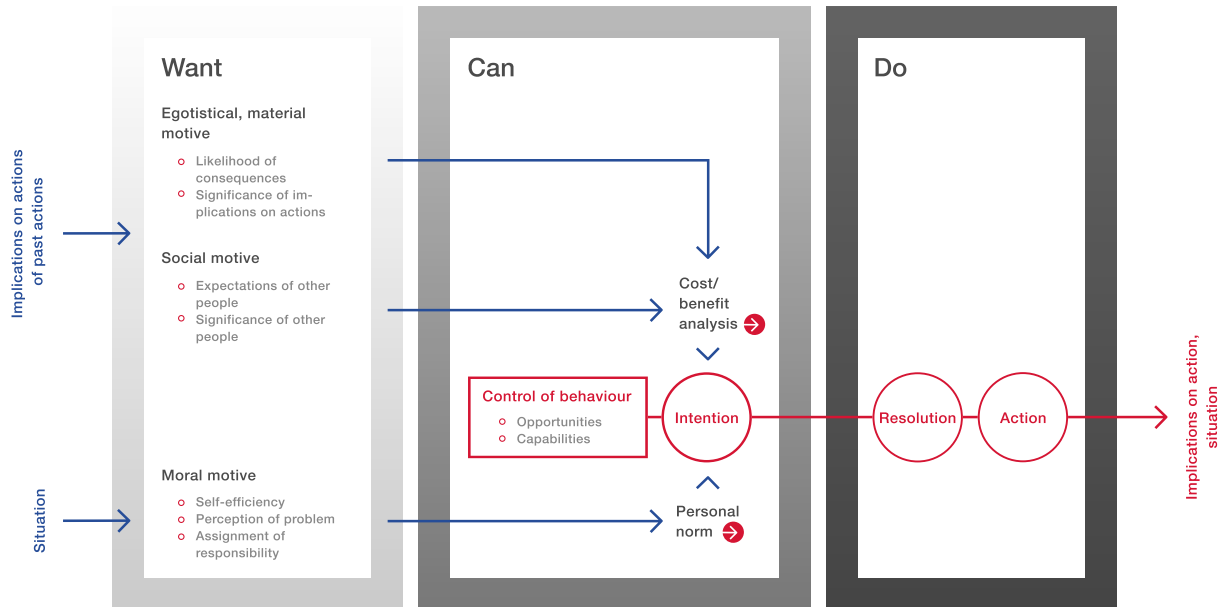 Implications on actions
of past actions
Situation
Want
Egotistical, material
motive
Likelihood of
consequences
Significance of im-
plications on actions
Social motive
Expectations of other
people
Significance of other
people
Moral motive
Self-efficiency
Perception of problem
Assignment of
responsibility
Can
Cost/
benefit
analysis
Control of behaviour
Opportunities
Capabilities
Intention
Personal
norm
Do
Resolution
Action
Implications on action,
situation